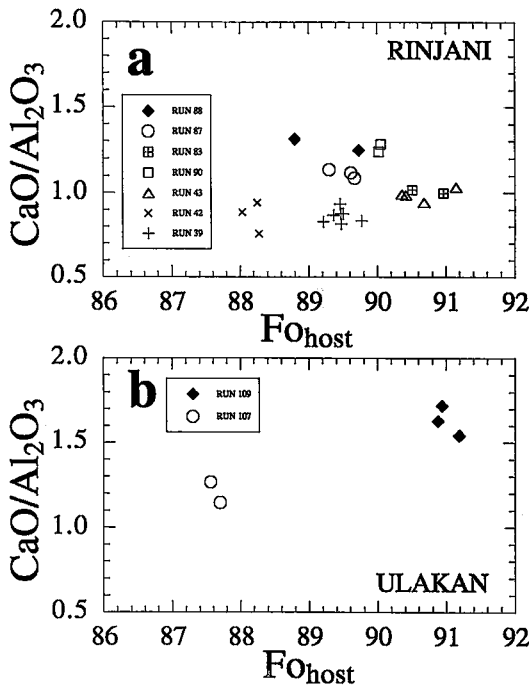 2.0
a
RINJANI
CaO/Al2O3
1.5
RUN 88
RUN 87
RUN 83
RUN 90
RUN 43
RUN 42
RUN 39
1.0
0.5
86 87 88 89 90 91 92
Fohost
2.0
b
RUN 109
RUN 107
CaO/Al2O3
1.5
1.0
ULAKAN
0.5
86 87 88 89 90 91 92
Fohost